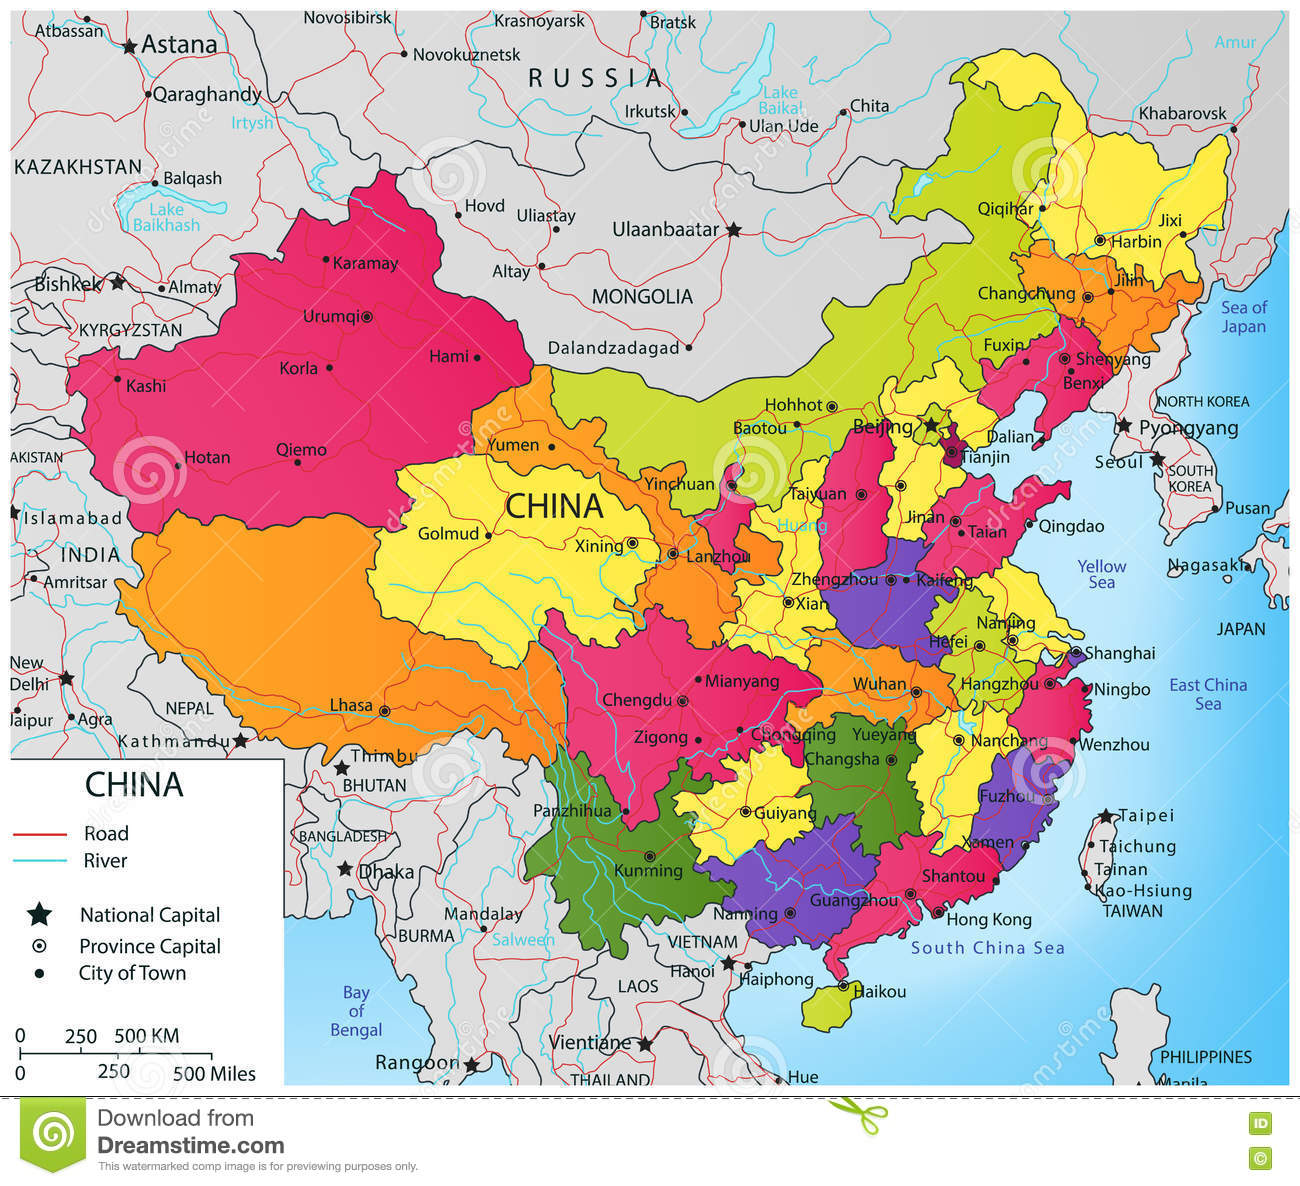 Atbassan
Astana
Novosibirsk
Krasnoyarsk
Bratsk
Novokuznetsk
RUSSIA
Amur
Qaraghandy
Irtysh
Irkutsk
Lake
Baikal
Ulan Ude
Chita
Khabarovsk
KAZAKHSTAN
Balqash
Lake
Baikhash
Hovd
Uliastay
Ulaanbaatar
Altay
MONGOLIA
Dalandzadagad
Qiqihar
Jixi
Harbin
Jilin
Changchung
Sea of
Japan
Bishkek
Almaty
KYRGYZSTAN
Karamay
Urumqi
Hami
Korla
Kashi
Qiemo
Hotan
Fuxin
Shenyang
Benxi
NORTH KOREA
Pyongyang
Hohhot
Baotou
Beijing
Dalian
Tianjin
Seoul
SOUTH
KOREA
Pusan
Yumen
Yinchuan
Taiyuan
AKISTAN
Islamabad
INDIA
Amritsar
CHINA
Golmud
Xining
Lanzhou
Huang
Jinan
Taian
Qingdao
Yellow
Sea
Nagasaki
JAPAN
Zhengzhou
Kaifeng
Xian
Nanjing
Hefei
Shanghai
New
Delhi
Jaipur
Agra
NEPAL
Kathmandu
Lhasa
Thimbu
BHUTAN
Mianyang
Chengdu
Zigong
Chongqing
Wuhan
Hangzhou
Ningbo
East China
Sea
Yueyang
Changsha
Nanchang
Wenzhou
Panzhihua
Guiyang
Fuzhou
Xamen
Taipei
Taichung
Tainan
Kao-Hsiung
TAIWAN
Kunming
Shantou
Guangzhou
Nanning
Hong Kong
South China Sea
BANGLADESH
Dhaka
Mandalay
BURMA
Salween
VIETNAM
Hanoi
Haiphong
LAOS
Haikou
Bay
of
Bengal
Rangoon
Vientiane
THAILAND
Hue
PHILIPPINES
Manila
CHINA
Road
River
National Capital
Province Capital
City of Town
0 250 500 KM
0 250 500 Miles
dreamstime
Download from
Dreamstime.com
This watermarked comp image is for previewing purposes only.
ID
©